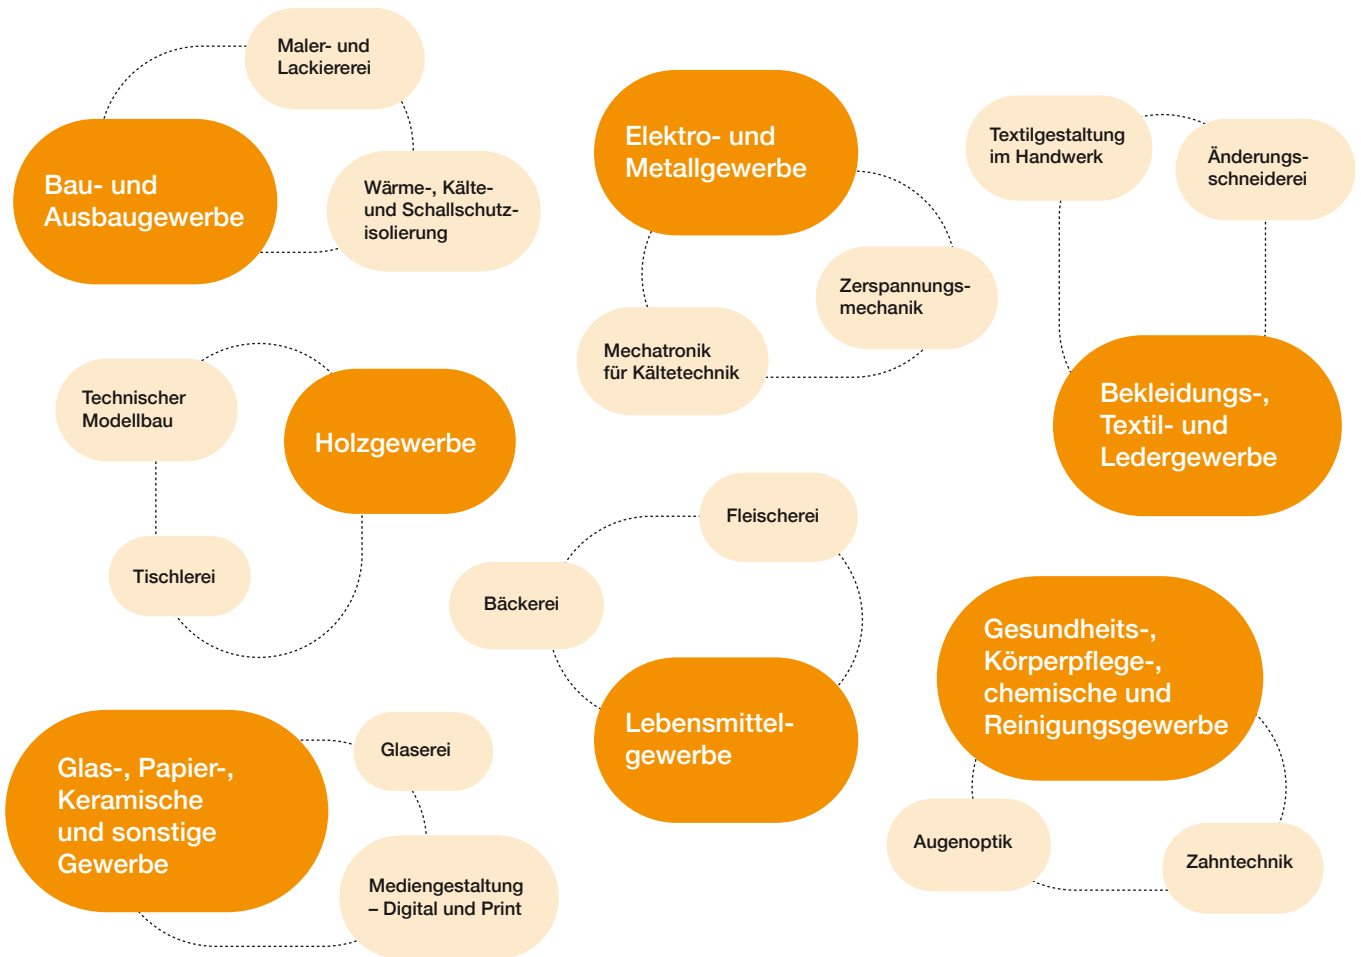 Maler- und
Lackiererei
Bau- und
Ausbaugewerbe
Wärme-, Kälte-
und Schallschutz-
isolierung
Elektro- und
Metallgewerbe
Zerspannungs-
mechanik
Mechatronik
für Kältetechnik
Textilgestaltung
im Handwerk
Änderungs-
schneiderei
Bekleidungs-,
Textil- und
Ledergewerbe
Technischer
Modellbau
Holzgewerbe
Tischlerei
Fleischerei
Bäckerei
Lebensmittel-
gewerbe
Gesundheits-,
Körperpflege-,
chemische und
Reinigungsgewerbe
Augenoptik
Zahntechnik
Glas-, Papier-,
Keramische
und sonstige
Gewerbe
Glaserei
Mediengestaltung
– Digital und Print